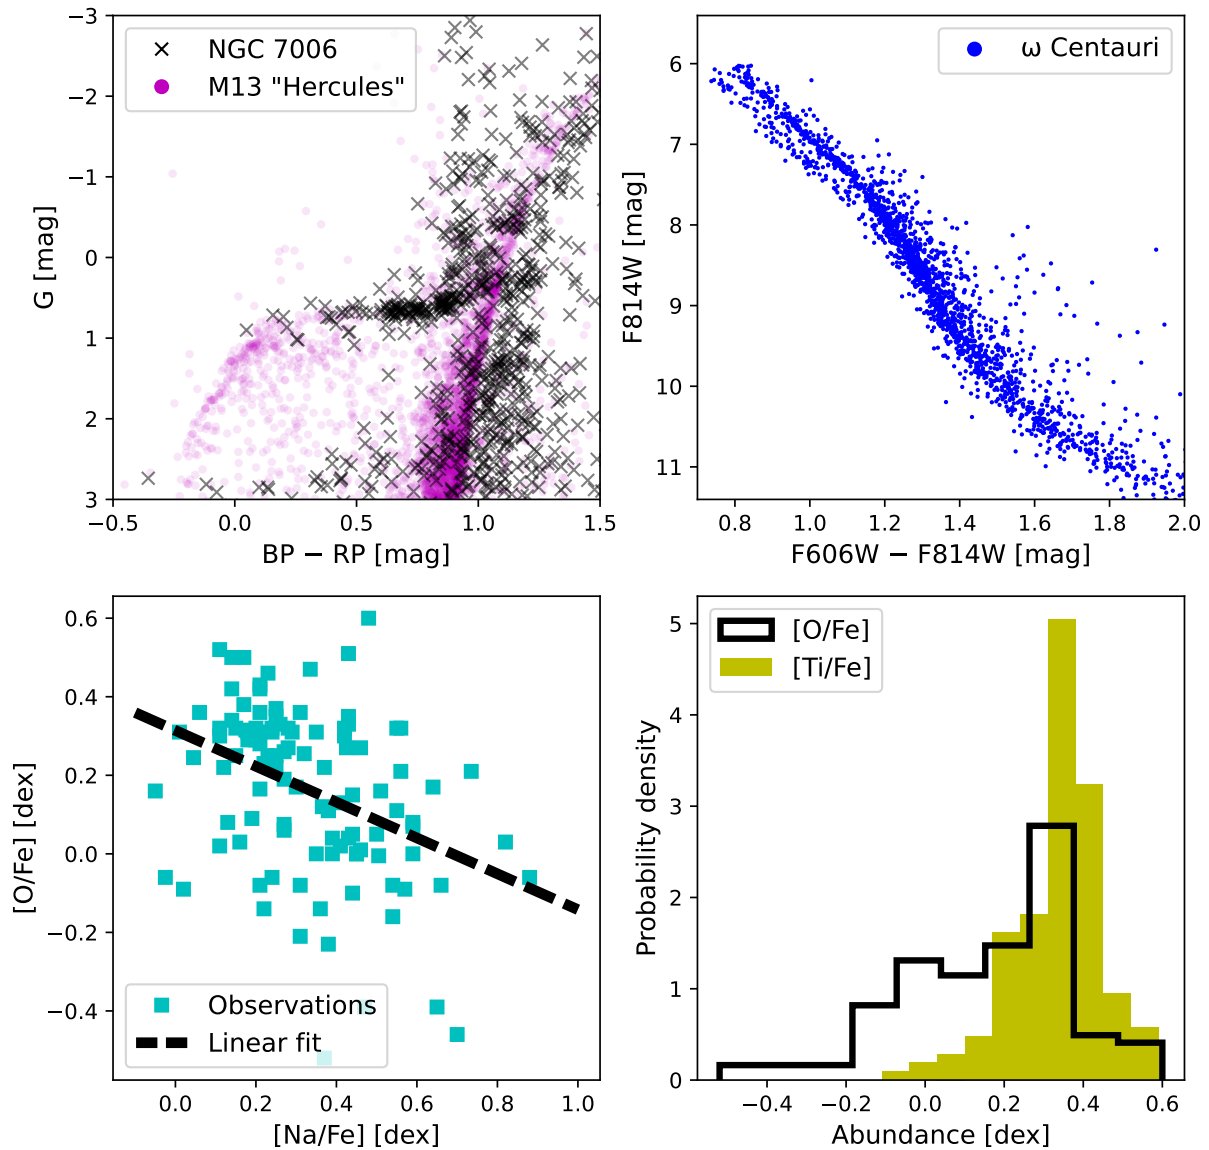 −3
−2
−1
0
1
2
3
−0.5 0.0 0.5 1.0 1.5
G [mag]
BP − RP [mag]
NGC 7006
M13 "Hercules"
6
7
8
9
10
11
0.8 1.0 1.2 1.4 1.6 1.8 2.0
F814W [mag]
F606W − F814W [mag]
ω Centauri
0.6
0.4
0.2
0.0
−0.2
−0.4
0.0 0.2 0.4 0.6 0.8 1.0
[O/Fe] [dex]
[Na/Fe] [dex]
Observations
Linear fit
5
4
3
2
1
0
−0.4 −0.2 0.0 0.2 0.4 0.6
Probability density
Abundance [dex]
[O/Fe]
[Ti/Fe]